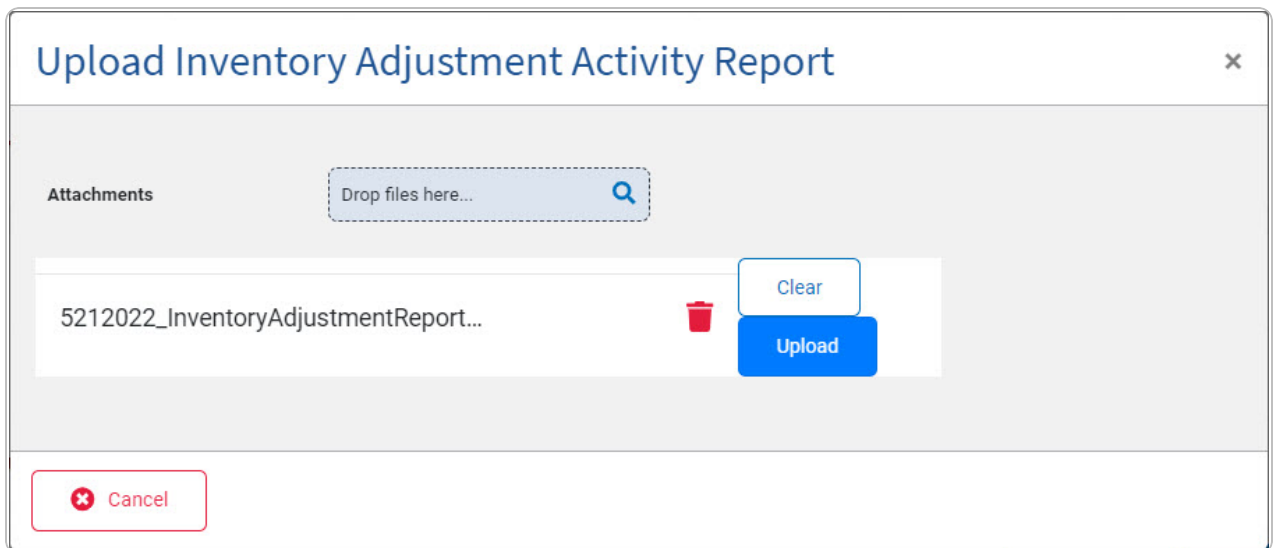 Upload Inventory Adjustment Activity Report
Attachments
Drop files here...
Clear
5212022_InventoryAdjustmentReport...
Upload
Cancel